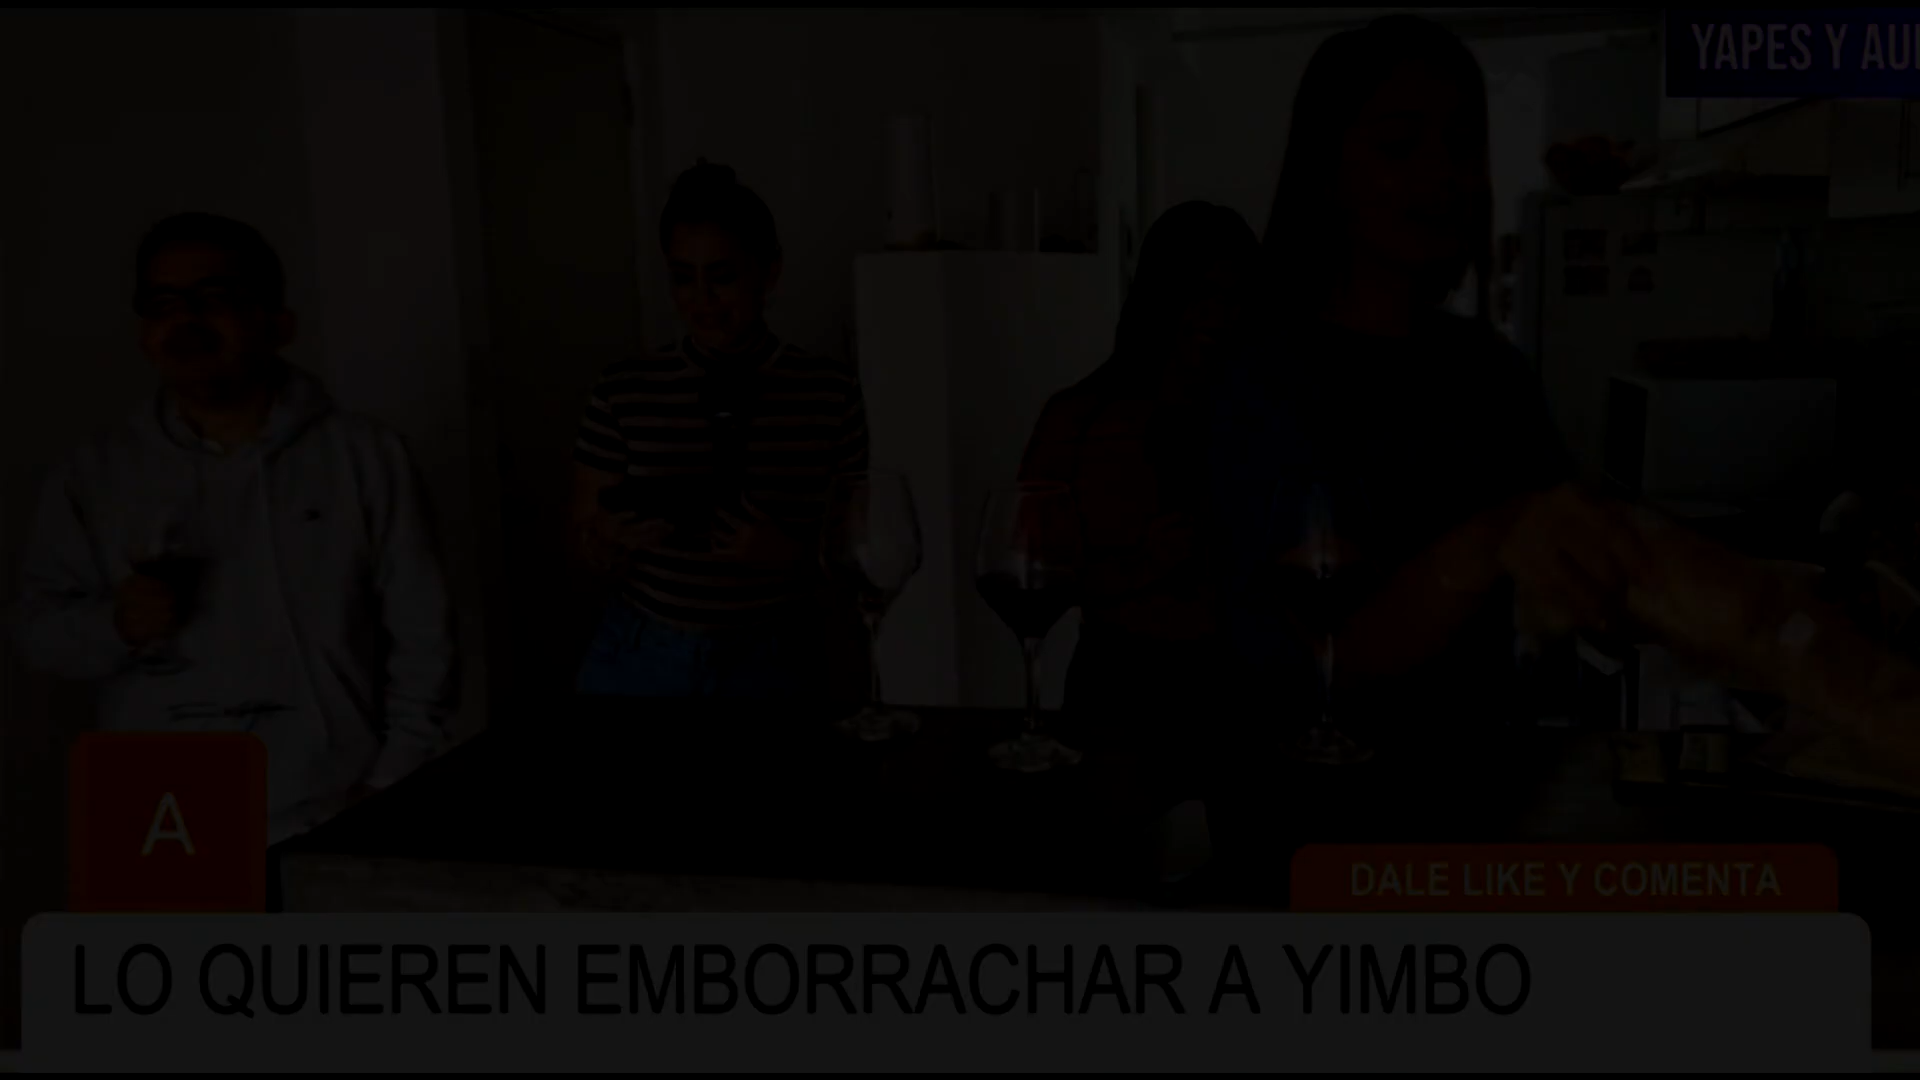 YAPES Y AU
A
DALE LIKE Y COMENTA
LO QUIEREN EMBORRACHAR A YIMBO